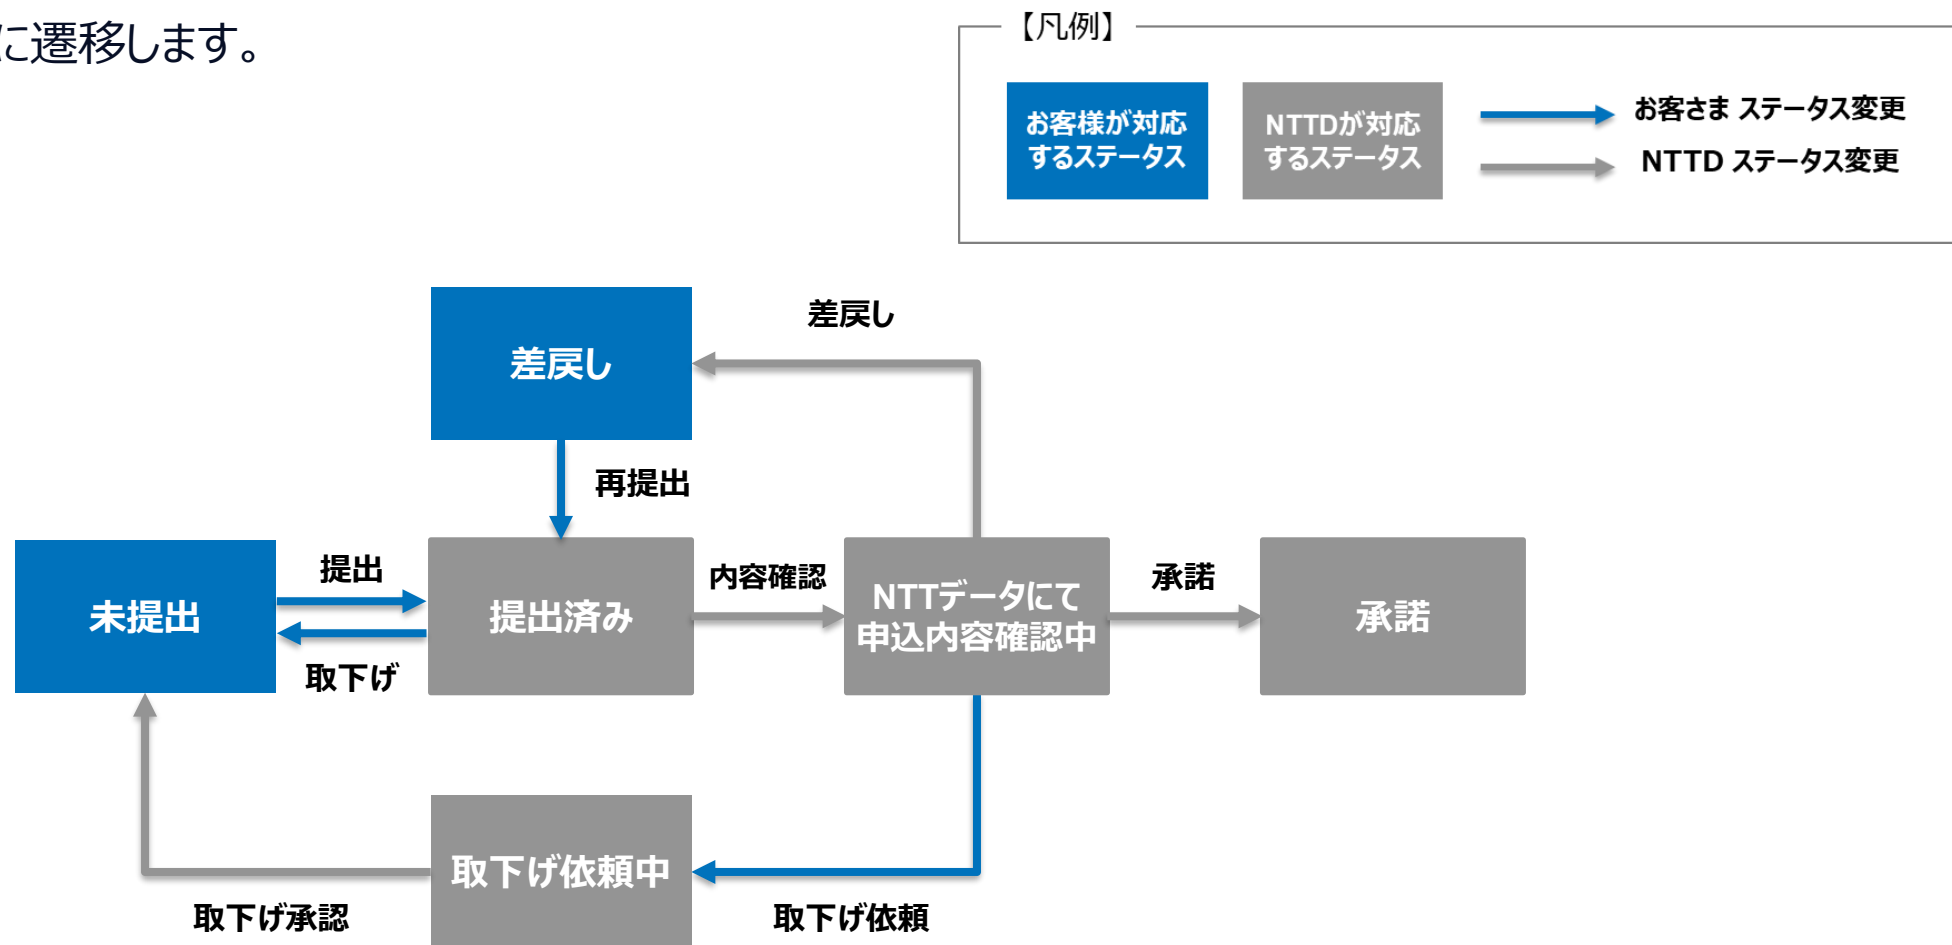 に遷移します。
【凡例】
お客様が対応
するステータス
NTTDが対応
するステータス
お客さま ステータス変更
NTTD ステータス変更
差戻し
差戻し
再提出
未提出
提出
取下げ
提出済み
内容確認
NTTデータにて
申込内容確認中
承諾
承諾
取下げ依頼中
取下げ承認
取下げ依頼